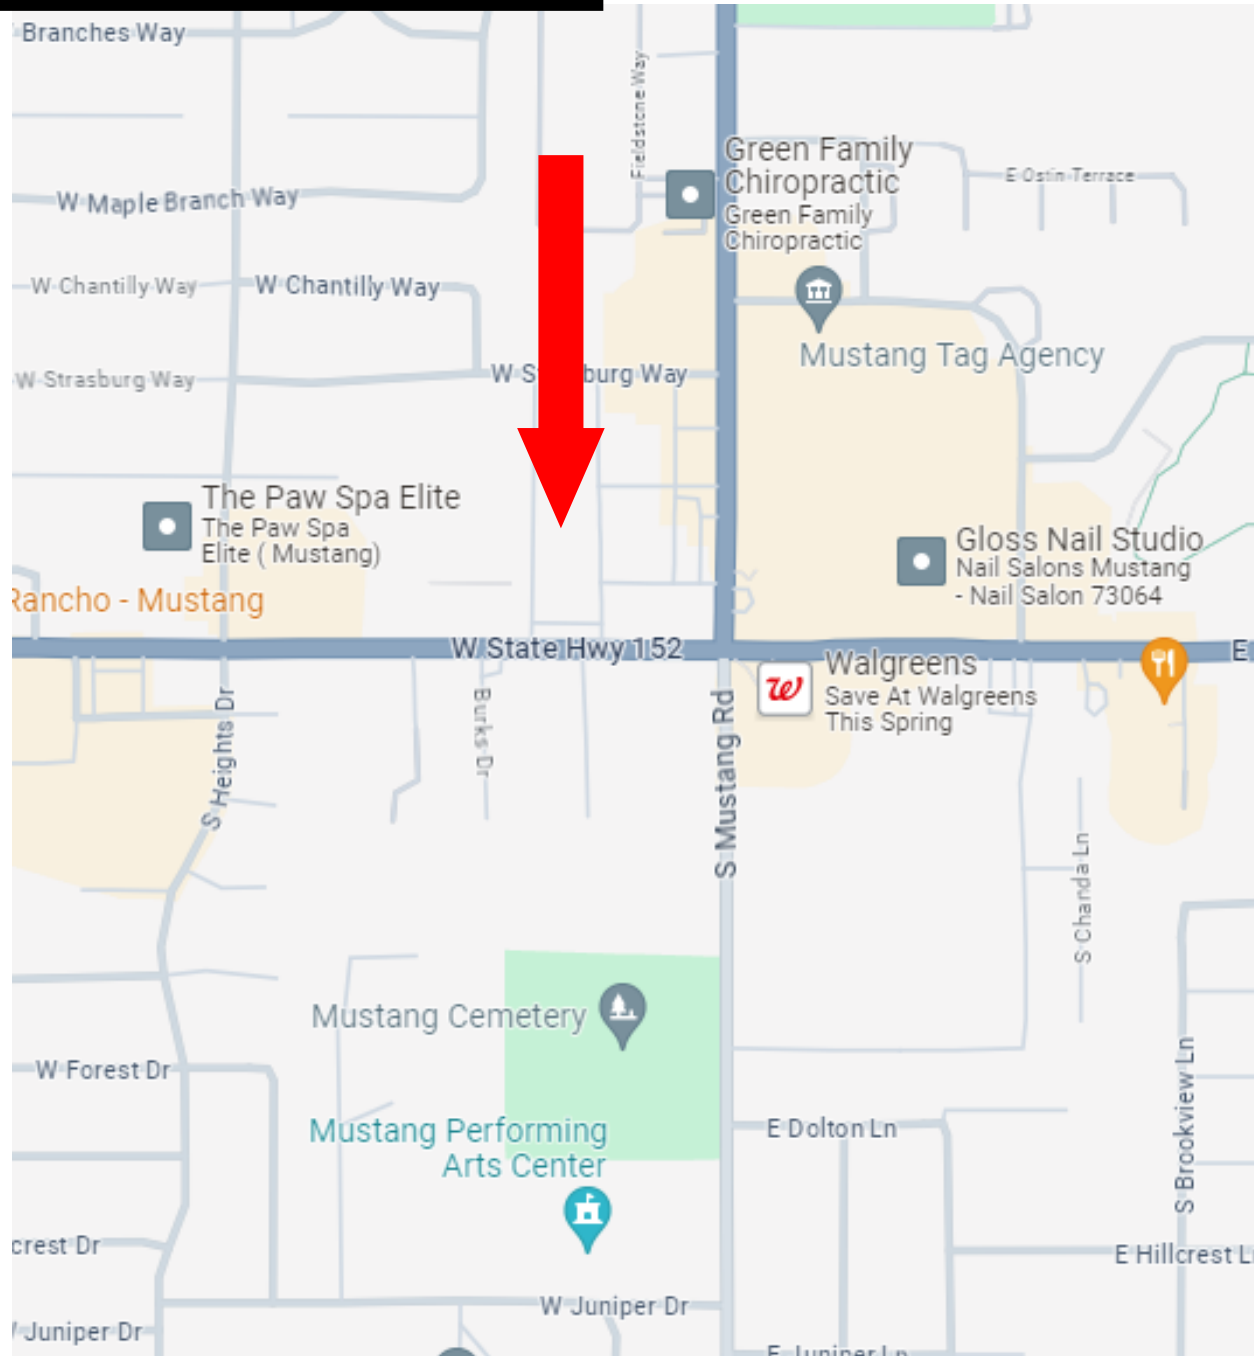 Branches Way
Fieldstone Way
Green Family
Chiropractic
Green Family
Chiropractic
E Ostin Terrace
W Maple Branch Way
W Chantilly Way
W Chantilly Way
Mustang Tag Agency
W Strasburg Way
W S burg Way
The Paw Spa Elite
The Paw Spa
Elite ( Mustang)
Gloss Nail Studio
Nail Salons Mustang
- Nail Salon 73064
Rancho - Mustang
W State Hwy 152
E
Walgreens
Save At Walgreens
This Spring
W
S Heights Dr
Burks Dr
S Mustang Rd
S Chanda Ln
Mustang Cemetery
W Forest Dr
S Brookview Ln
Mustang Performing
Arts Center
E Dolton Ln
crest Dr
E Hillcrest L
W Juniper Dr
Juniper Dr
E Juniper Ln